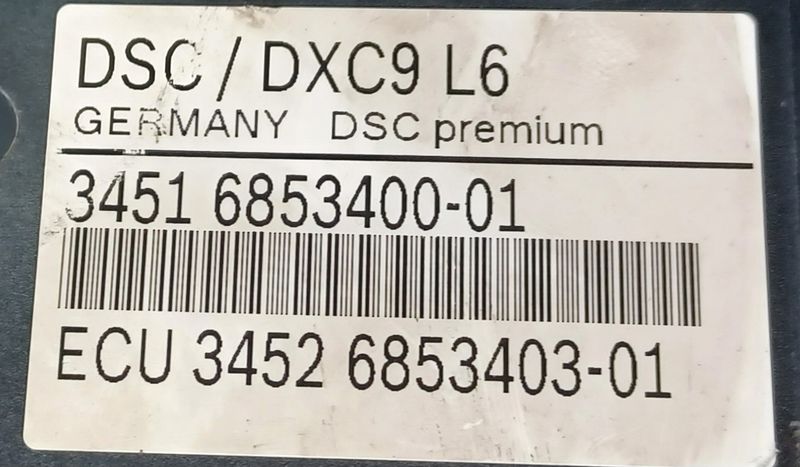 DSC / DXC9 L6
GERMANY DSC premium
3451 6853400-01
ECU 3452 6853403-01